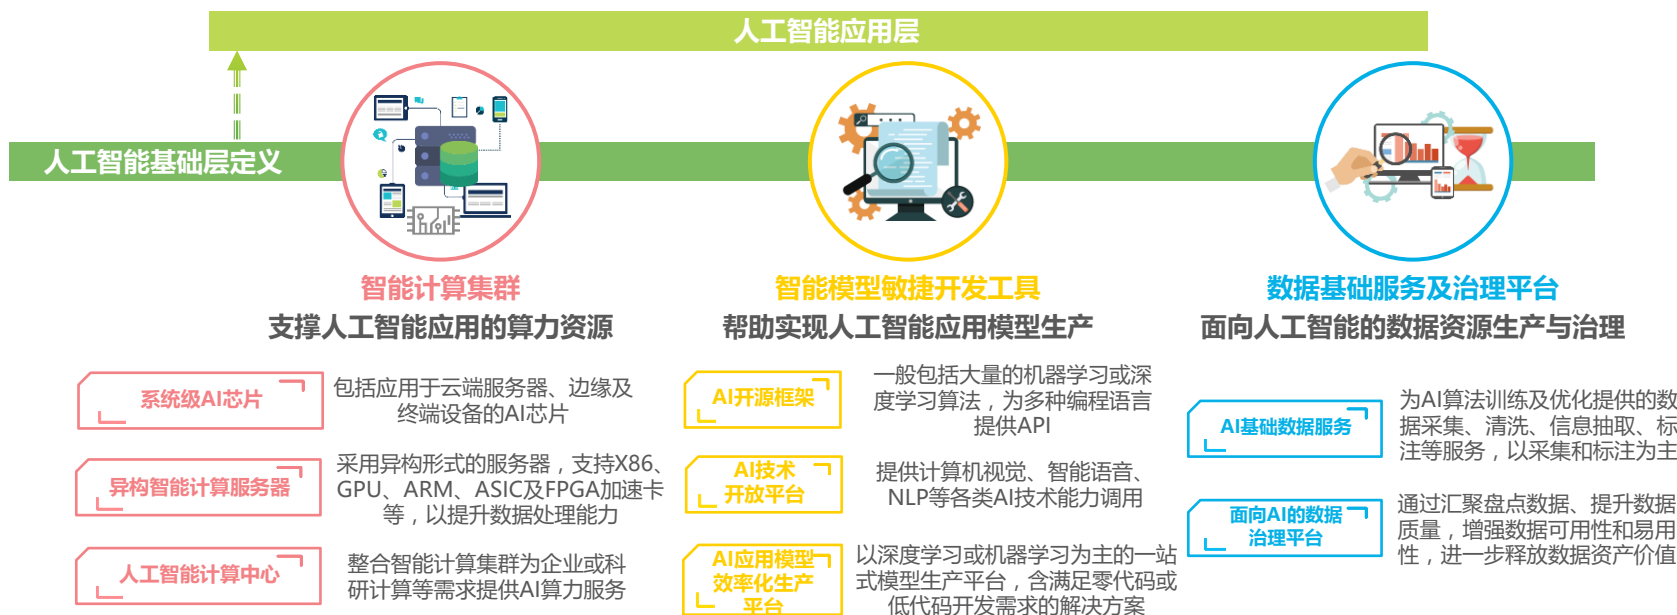 人工智能应用层
人工智能基础层定义
智能计算集群
支撑人工智能应用的算力资源
系统级AI芯片
包括应用于云端服务器、边缘及
终端设备的AI芯片
异构智能计算服务器
采用异构形式的服务器，支持X86、
GPU、ARM、ASIC及FPGA加速卡
等，以提升数据处理能力
人工智能计算中心
整合智能计算集群为企业或科
研计算等需求提供AI算力服务
智能模型敏捷开发工具
帮助实现人工智能应用模型生产
AI开源框架
一般包括大量的机器学习或深
度学习算法，为多种编程语言
提供API
AI技术
开放平台
提供计算机视觉、智能语音、
NLP等各类AI技术能力调用
AI应用模型
效率化生产
平台
以深度学习或机器学习为主的一站
式模型生产平台，含满足零代码或
低代码开发需求的解决方案
数据基础服务及治理平台
面向人工智能的数据资源生产与治理
AI基础数据服务
为AI算法训练及优化提供的数
据采集、清洗、信息抽取、标
注等服务，以采集和标注为主
面向AI的数据
治理平台
通过汇聚盘点数据、提升数据
质量，增强数据可用性和易用
性，进一步释放数据资产价值